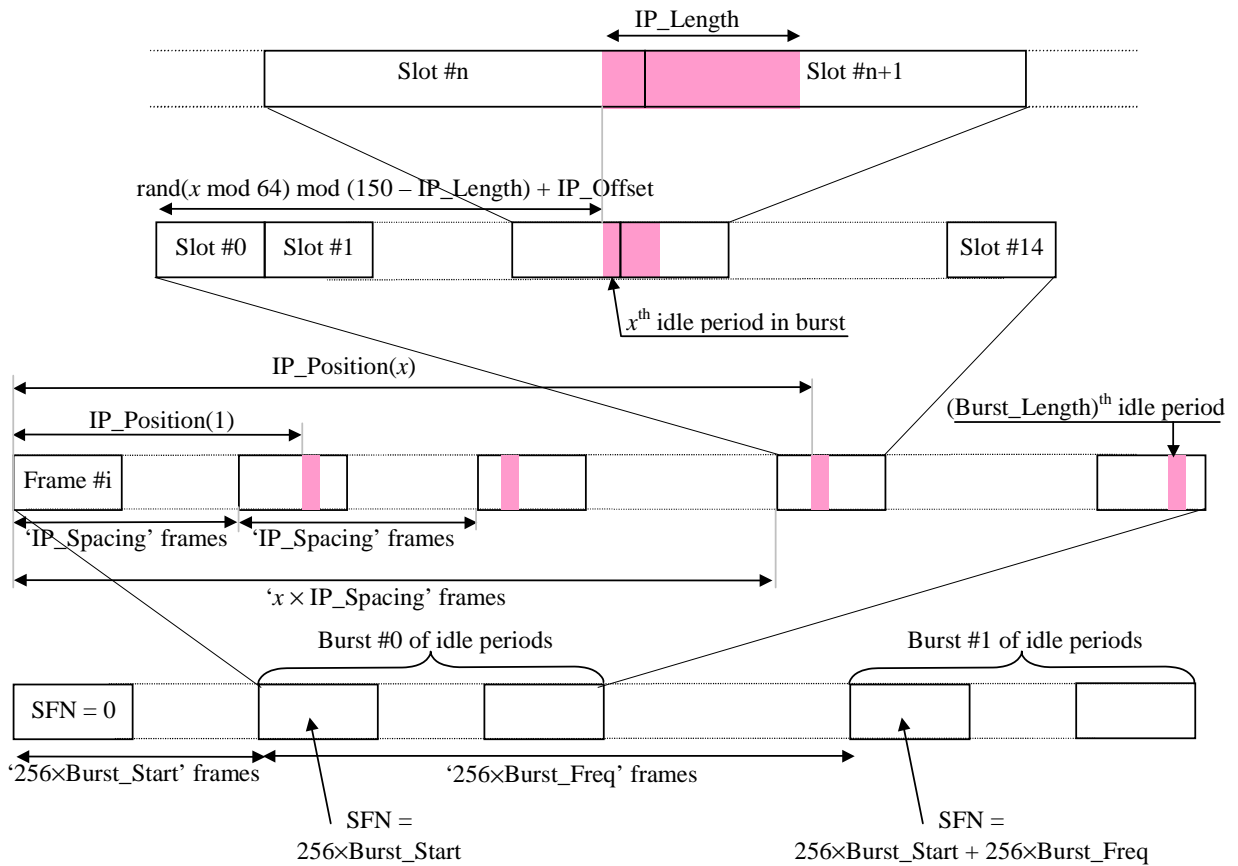 IP_Length
Slot #n
Slot #n+1
rand(x mod 64) mod (150 – IP_Length) + IP_Offset
Slot #0
Slot #1
Slot #14
xth idle period in burst
IP_Position(x)
(Burst_Length)th idle period
IP_Position(1)
Frame #i
‘IP_Spacing’ frames
‘IP_Spacing’ frames
‘x × IP_Spacing’ frames
Burst #0 of idle periods
Burst #1 of idle periods
SFN = 0
‘256×Burst_Start’ frames
‘256×Burst_Freq’ frames
SFN =
256×Burst_Start
SFN =
256×Burst_Start + 256×Burst_Freq